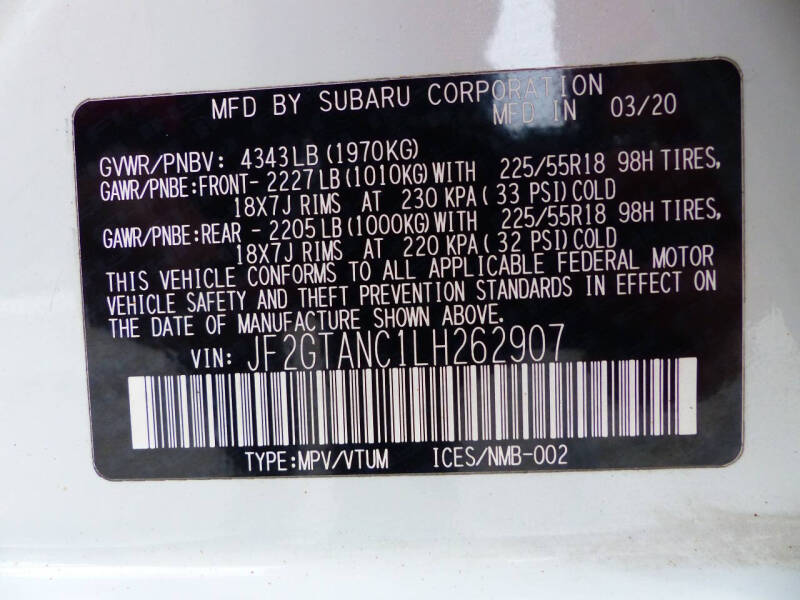 MFD BY SUBARU CORPORATION
MFD IN 03/20
GVWR/PNBV: 4343LB (1970KG)
GAWR/PNBE:FRONT- 2227LB (1010KG)WITH 225/55R18 98H TIRES,
18X7J RIMS AT 230 KPA( 33 PSI)COLD
GAWR/PNBE:REAR - 2205LB (1000KG)WITH 225/55R18 98H TIRES,
18X7J RIMS AT 220 KPA( 32 PSI)COLD
THIS VEHICLE CONFORMS TO ALL APPLICABLE FEDERAL MOTOR
VEHICLE SAFETY AND THEFT PREVENTION STANDARDS IN EFFECT ON
THE DATE OF MANUFACTURE SHOWN ABOVE.
VIN: JF2GTANC1LH262907
TYPE:MPV/VTUM ICES/NMB-002